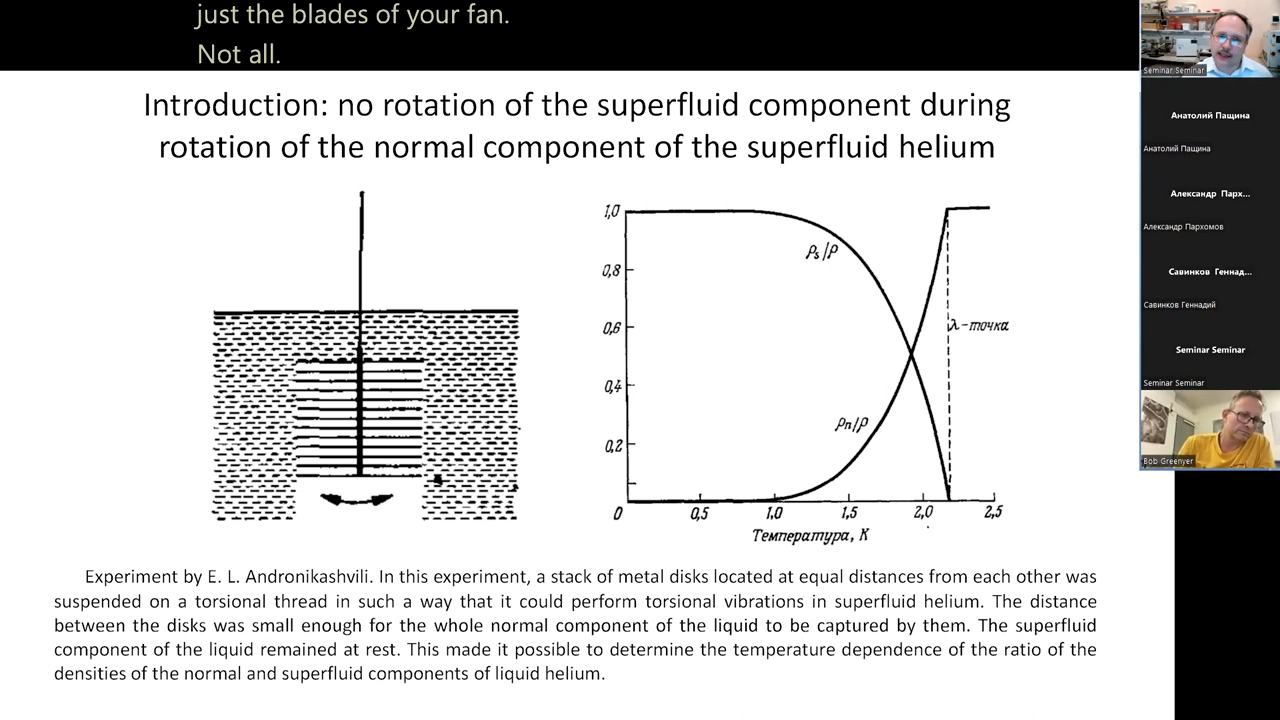 just the blades of your fan.
Not all.
Introduction: no rotation of the superfluid component during
rotation of the normal component of the superfluid helium
1,0
0,8
0,6
0,4
0,2
0
0,5
1,0
1,5
2,0
2,5
ρs/ρ
ρn/ρ
λ-точка
Температура, К
Experiment by E. L. Andronikashvili. In this experiment, a stack of metal disks located at equal distances from each other was
suspended on a torsional thread in such a way that it could perform torsional vibrations in superfluid helium. The distance
between the disks was small enough for the whole normal component of the liquid to be captured by them. The superfluid
component of the liquid remained at rest. This made it possible to determine the temperature dependence of the ratio of the
densities of the normal and superfluid components of liquid helium.
Seminar Seminar
Анатолий Пащина
Анатолий Пащина
Александр Парх...
Александр Пархомов
Савинков Геннад...
Савинков Геннадий
Seminar Seminar
Seminar Seminar
Bob Greenyer